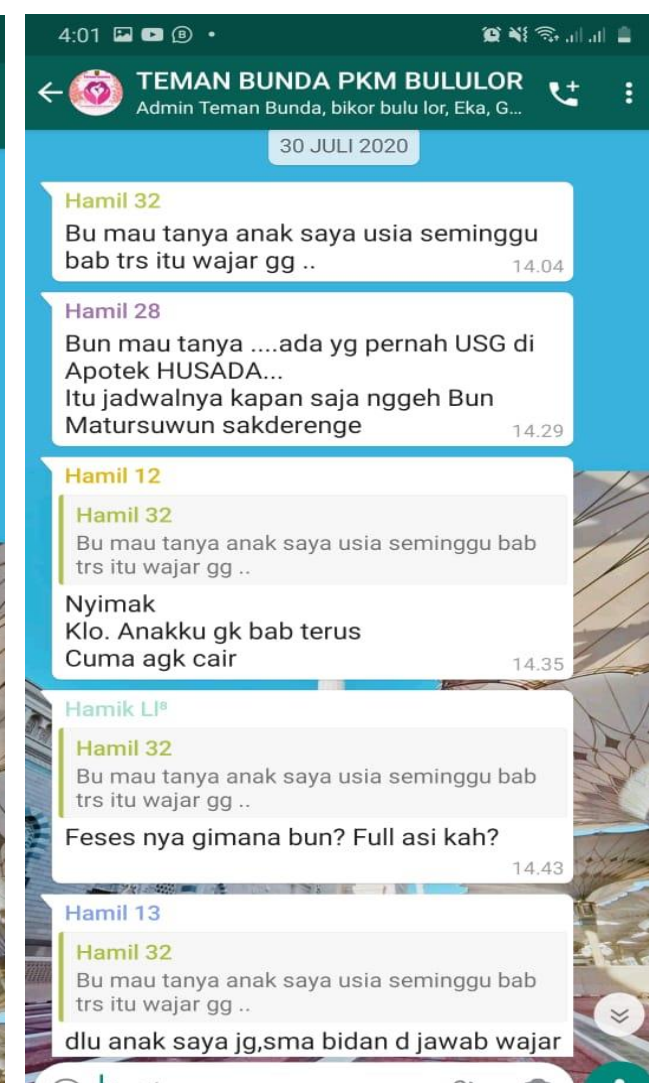 4:01
TEMAN BUNDA PKM BULULOR
Admin Teman Bunda, bikor bulu lor, Eka, G...
30 JULI 2020
Hamil 32
Bu mau tanya anak saya usia seminggu
bab trs itu wajar gg ..
14.04
Hamil 28
Bun mau tanya ....ada yg pernah USG di
Apotek HUSADA...
Itu jadwalnya kapan saja nggeh Bun
Matursuwun sakderenge
14.29
Hamil 12
Hamil 32
Bu mau tanya anak saya usia seminggu bab
trs itu wajar gg ..
Nyimak
Klo. Anakku gk bab terus
Cuma agk cair
14.35
Hamik Ll⁸
Hamil 32
Bu mau tanya anak saya usia seminggu bab
trs itu wajar gg ..
Feses nya gimana bun? Full asi kah?
14.43
Hamil 13
Hamil 32
Bu mau tanya anak saya usia seminggu bab
trs itu wajar gg ..
dlu anak saya jg,sma bidan d jawab wajar